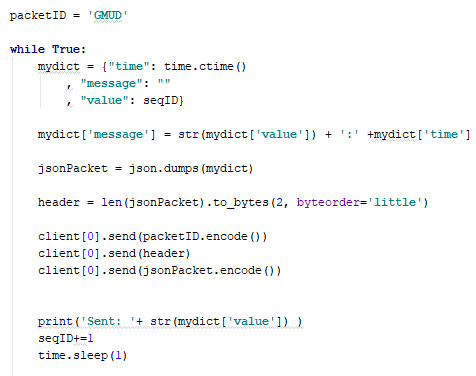 packetID = 'GMUD'
while True:
mydict = {"time": time.ctime()
, "message": ""
, "value": seqID}
mydict['message'] = str(mydict['value']) + ':' +mydict['time']
jsonPacket = json.dumps(mydict)
header = len(jsonPacket).to_bytes(2, byteorder='little')
client[0].send(packetID.encode())
client[0].send(header)
client[0].send(jsonPacket.encode())
print('Sent: '+ str(mydict['value']) )
seqID+=1
time.sleep(1)